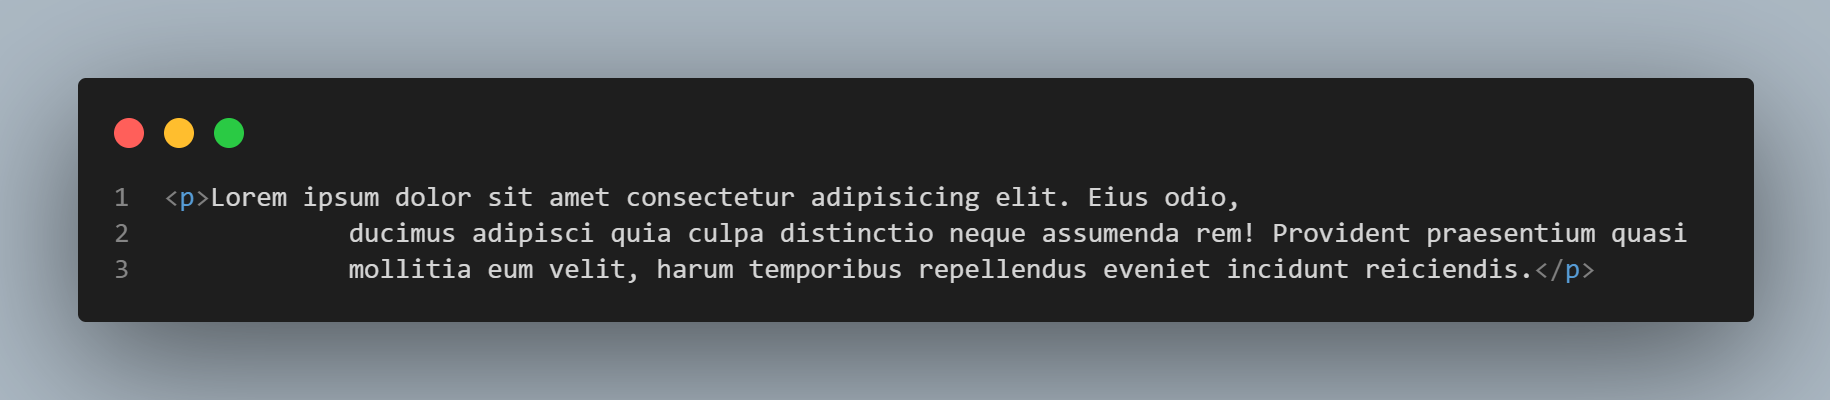 1 <p>Lorem ipsum dolor sit amet consectetur adipisicing elit. Eius odio,
2 ducimus adipisci quia culpa distinctio neque assumenda rem! Provident praesentium quasi
3 mollitia eum velit, harum temporibus repellendus eveniet incidunt reiciendis.</p>